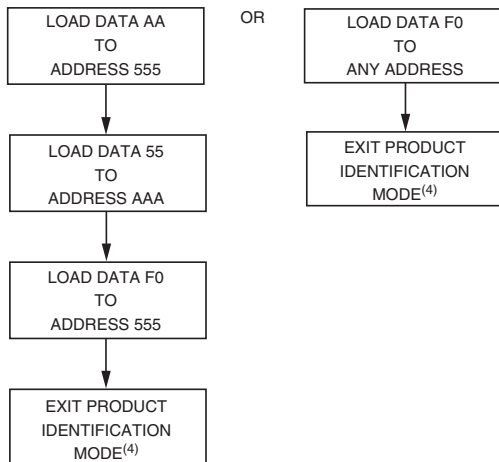 LOAD DATA AA
TO
ADDRESS 555
LOAD DATA 55
TO
ADDRESS AAA
LOAD DATA F0
TO
ADDRESS 555
EXIT PRODUCT
IDENTIFICATION
MODE(4)
OR
LOAD DATA F0
TO
ANY ADDRESS
EXIT PRODUCT
IDENTIFICATION
MODE(4)